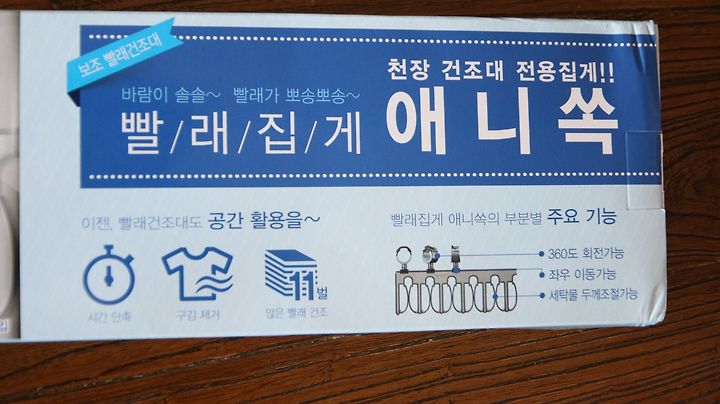 보조 빨래건조대
천장 건조대 전용집게!!
바람이 솔솔~ 빨래가 뽀송뽀송~
빨/래/집/게 애니쏙
이젠, 빨래건조대도 공간 활용을~
시간 단축
구김 제거
11벌
많은 빨래 건조
빨래집게 애니쏙의 부분별 주요 기능
360도 회전가능
좌우 이동가능
세탁물 두께조절가능